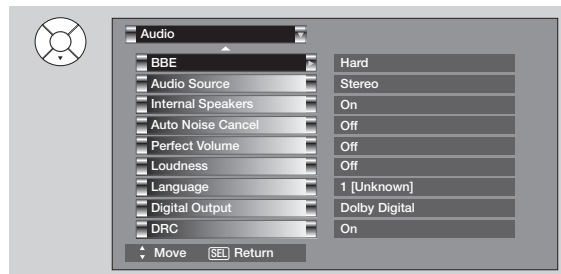 Audio
BBE Hard
Audio Source Stereo
Internal Speakers On
Auto Noise Cancel Off
Perfect Volume Off
Loudness Off
Language 1 [Unknown]
Digital Output Dolby Digital
DRC On
Move SEL Return